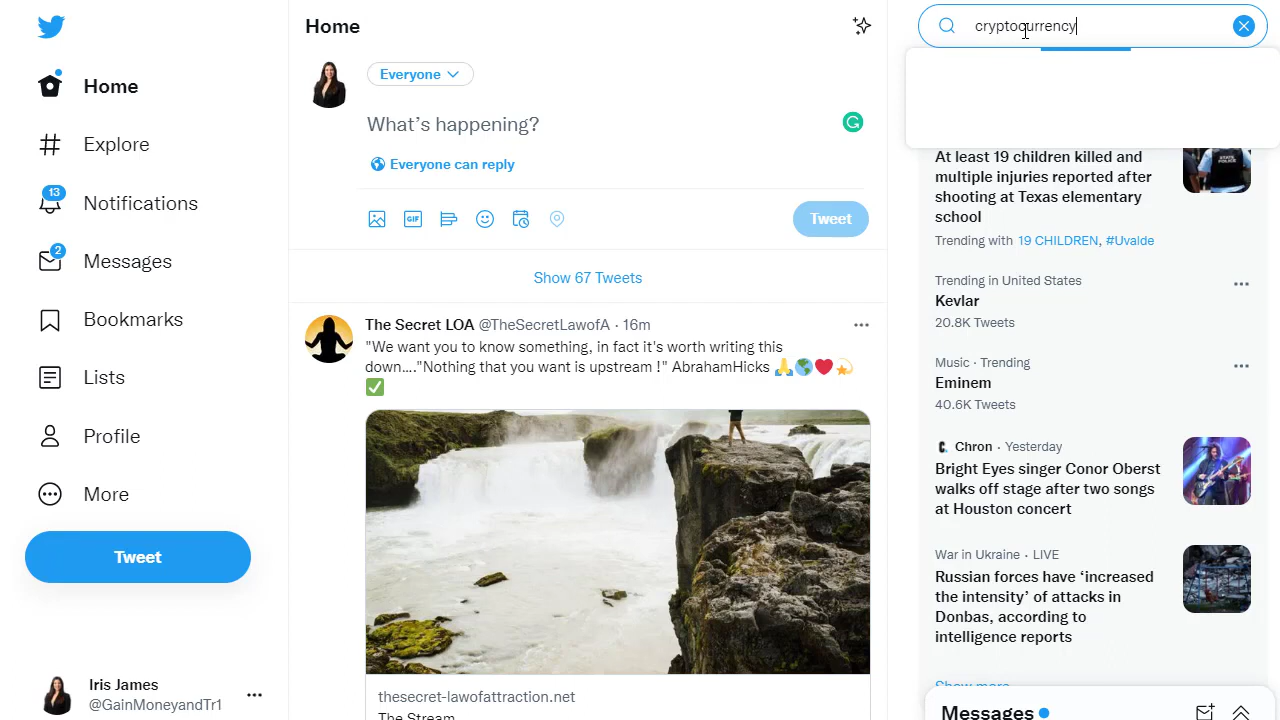 Home
Explore
13
Notifications
2
Messages
Bookmarks
Lists
Profile
More
Tweet
Iris James
@GainMoneyandTr1
Home
Everyone
What's happening?
Everyone can reply
GIF
Tweet
Show 67 Tweets
The Secret LOA @TheSecretLawofA · 16m
"We want you to know something, in fact it's worth writing this
down...."Nothing that you want is upstream !" AbrahamHicks 🙏🌎❤️💫
✅
thesecret-lawofattraction.net
The Stream
cryptocurrency
At least 19 children killed and
multiple injuries reported after
shooting at Texas elementary
school
Trending with 19 CHILDREN, #Uvalde
Trending in United States
Kevlar
20.8K Tweets
Music · Trending
Eminem
40.6K Tweets
Chron · Yesterday
Bright Eyes singer Conor Oberst
walks off stage after two songs
at Houston concert
War in Ukraine · LIVE
Russian forces have ‘increased
the intensity’ of attacks in
Donbas, according to
intelligence reports
Show more
Messages